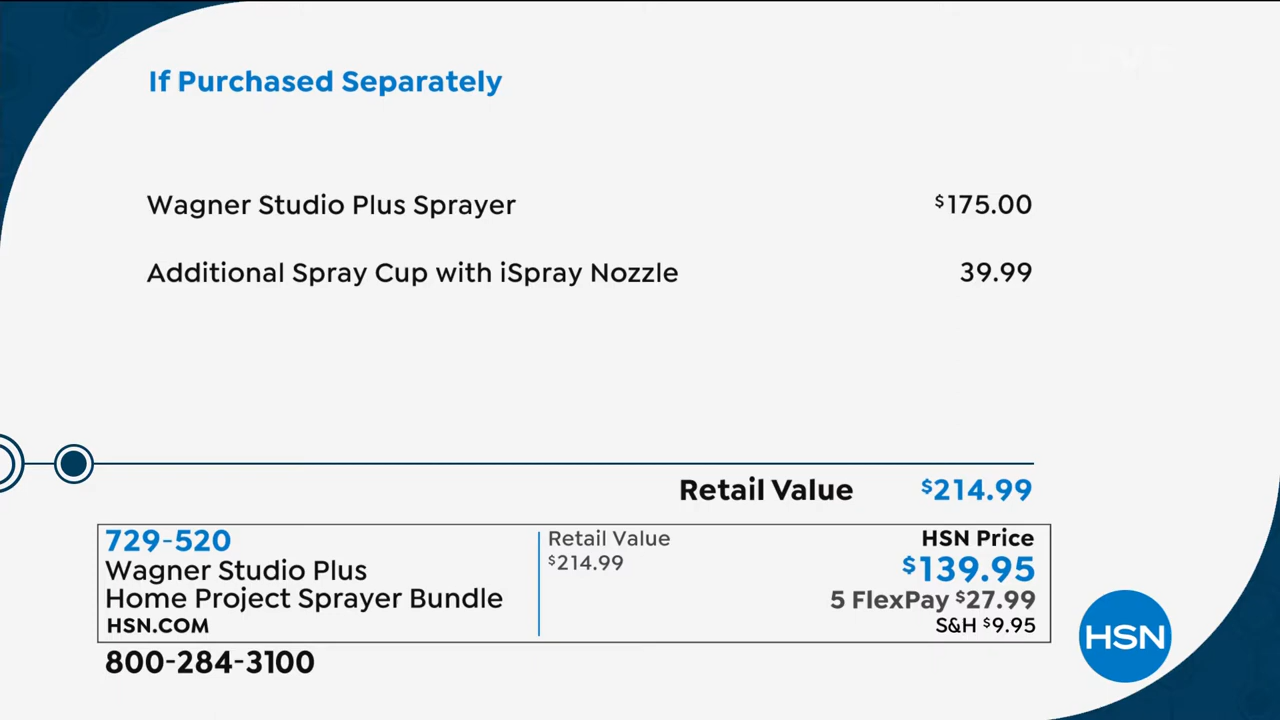 If Purchased Separately
Wagner Studio Plus Sprayer $175.00
Additional Spray Cup with iSpray Nozzle 39.99
Retail Value $214.99
729-520
Wagner Studio Plus
Home Project Sprayer Bundle
HSN.COM
Retail Value
$214.99
HSN Price
$139.95
5 FlexPay $27.99
S&H $9.95
800-284-3100
HSN